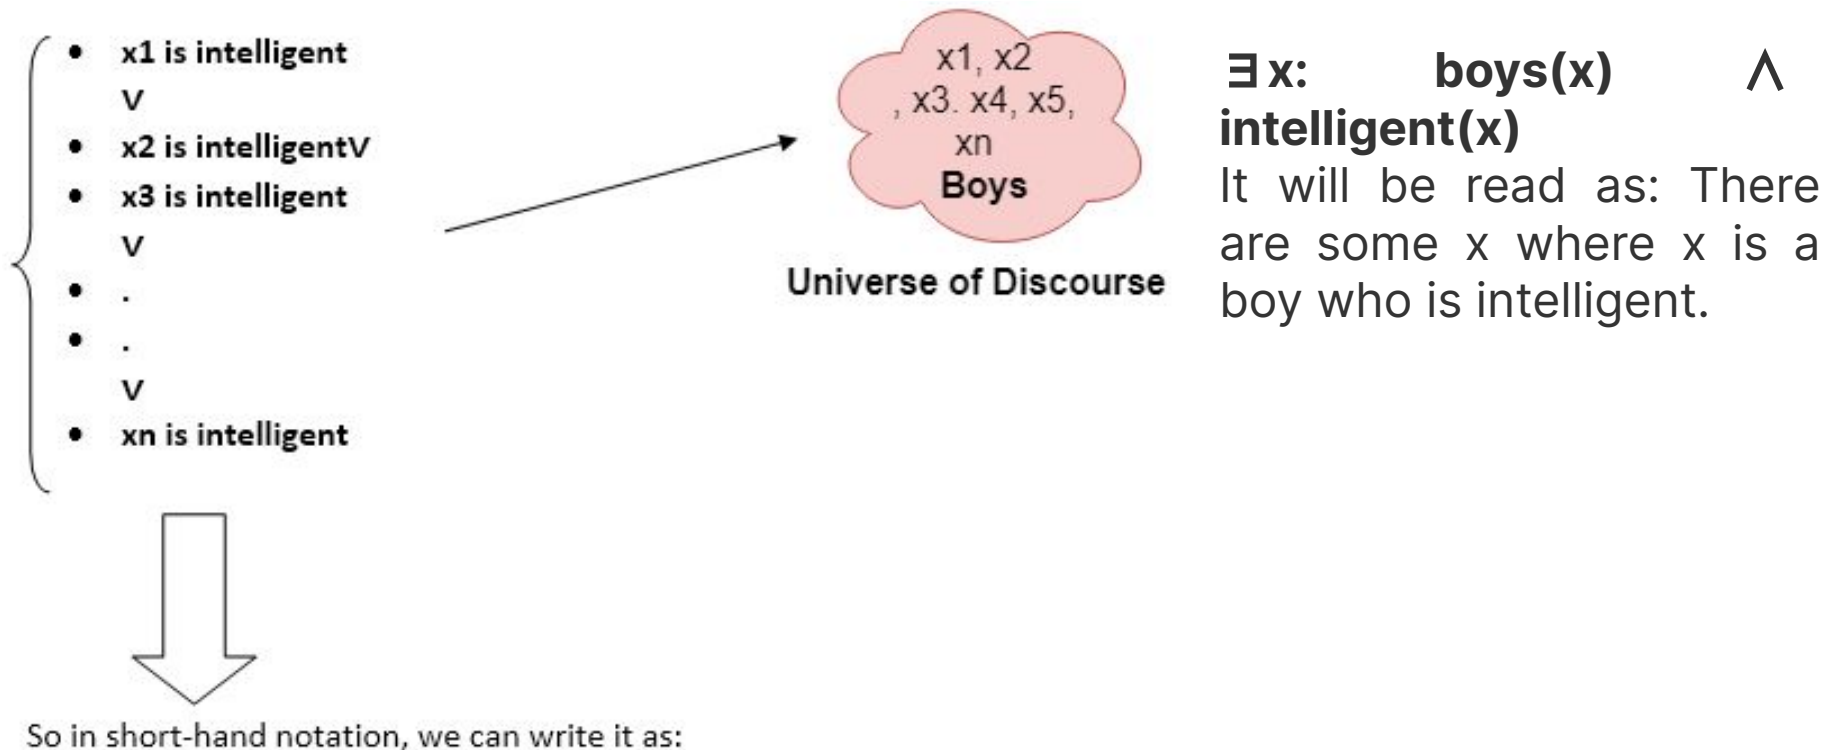 • x1 is intelligent
V
• x2 is intelligentV
• x3 is intelligent
V
• .
• .
V
• xn is intelligent
So in short-hand notation, we can write it as:
x1, x2
, x3. x4, x5,
xn
Boys
Universe of Discourse
∃x: boys(x) ∧
intelligent(x)
It will be read as: There
are some x where x is a
boy who is intelligent.